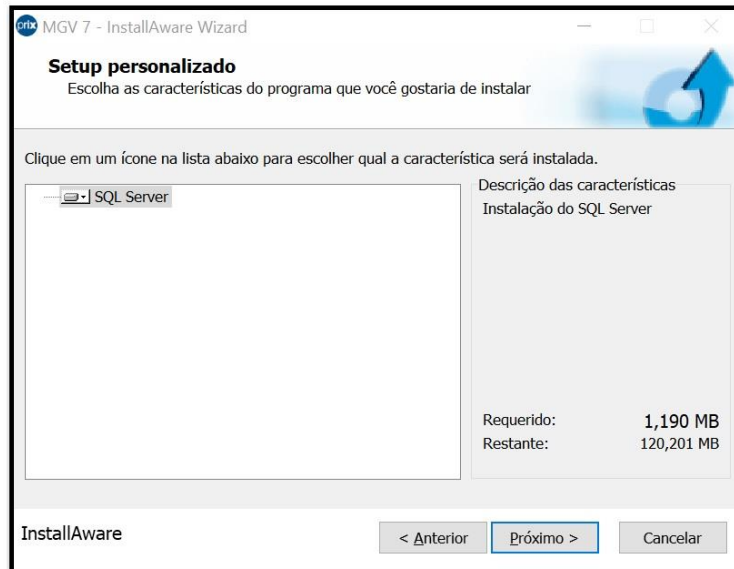 prix MGV 7 - InstallAware Wizard
Setup personalizado
Escolha as características do programa que você gostaria de instalar
Clique em um ícone na lista abaixo para escolher qual a característica será instalada.
SQL Server
Descrição das características
Instalação do SQL Server
Requerido: 1,190 MB
Restante: 120,201 MB
InstallAware
< Anterior Próximo > Cancelar